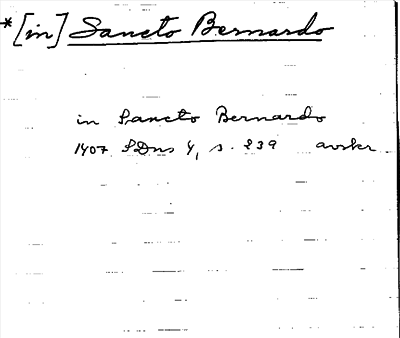 *[in] Sancto Bernardo
in Sancto Bernardo
1407 SDns 4, s. 239 avskr